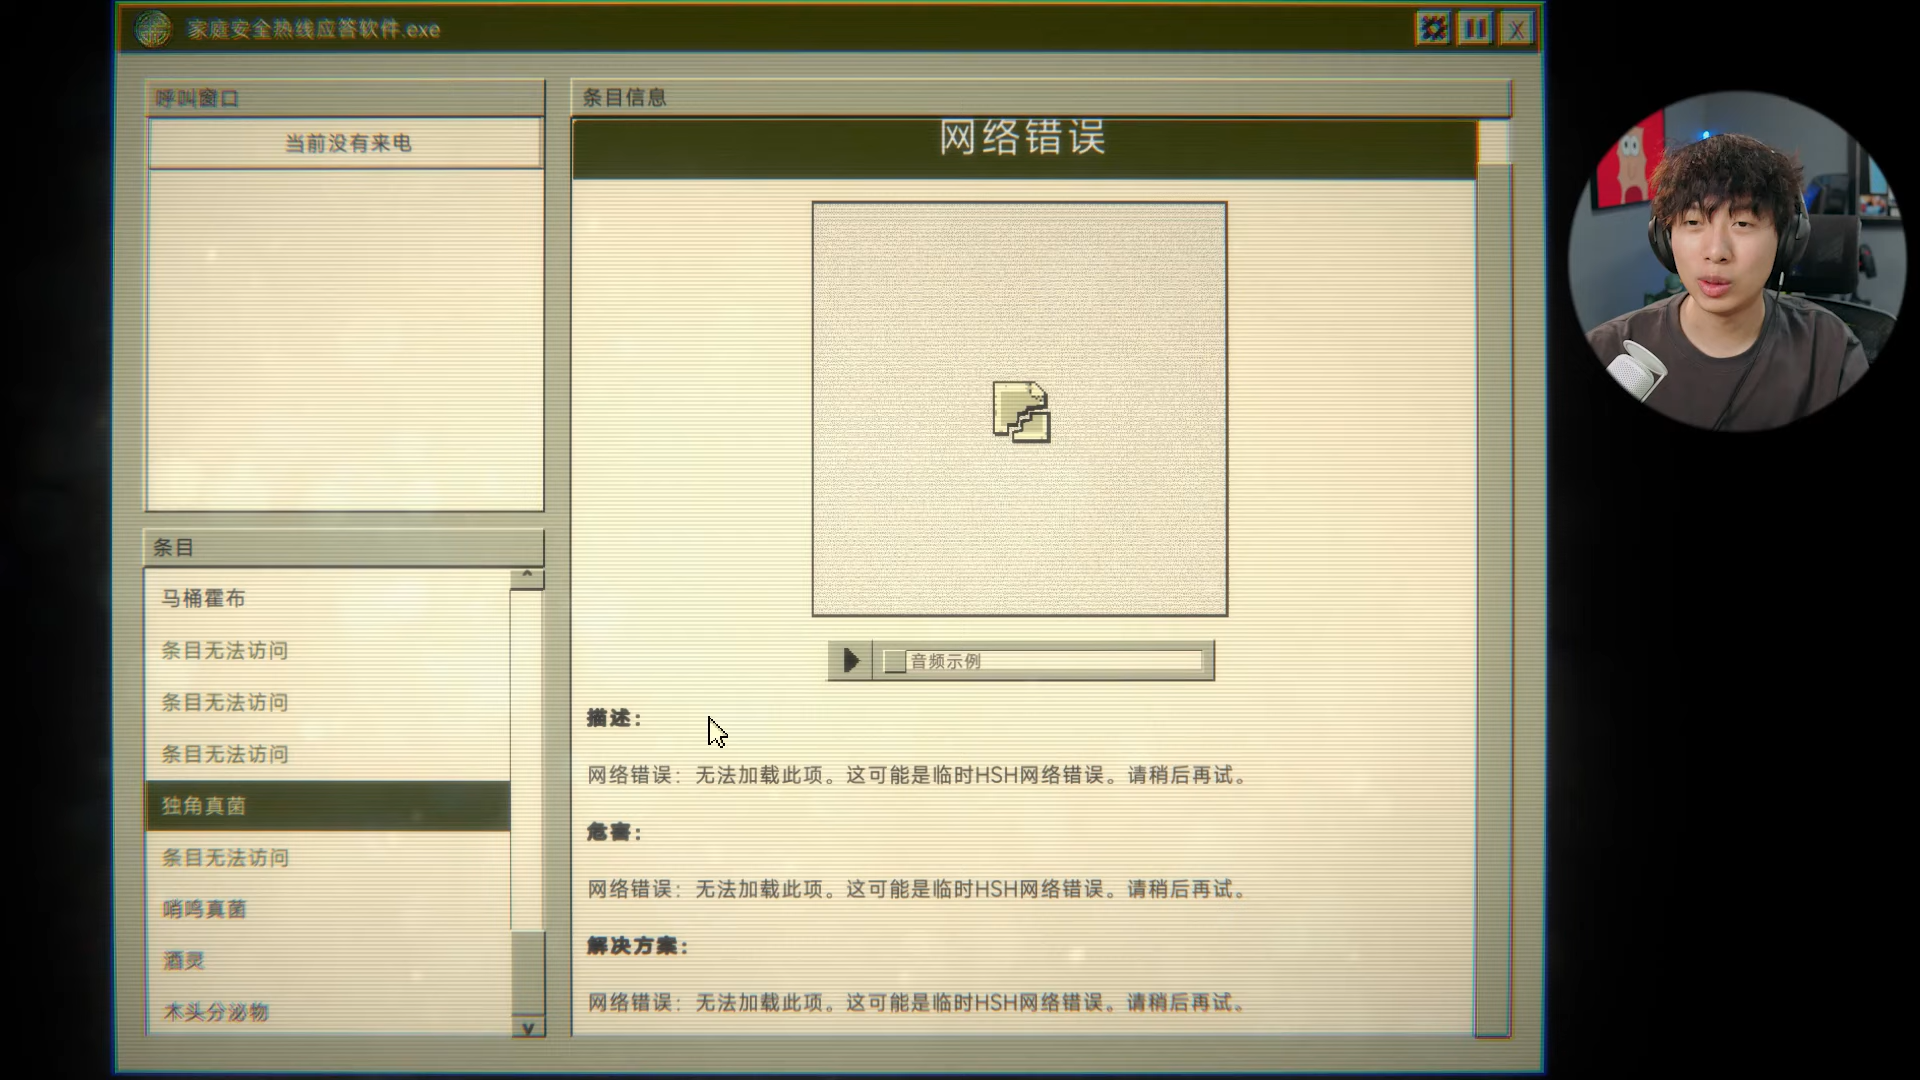 家庭安全热线应答软件.exe
呼叫窗口
当前没有来电
条目
马桶霍布
条目无法访问
条目无法访问
条目无法访问
独角真菌
条目无法访问
哨鸣真菌
酒灵
木头分泌物
条目信息
网络错误
音频示例
描述：
网络错误：无法加载此项。这可能是临时HSH网络错误。请稍后再试。
危害：
网络错误：无法加载此项。这可能是临时HSH网络错误。请稍后再试。
解决方案：
网络错误：无法加载此项。这可能是临时HSH网络错误。请稍后再试。